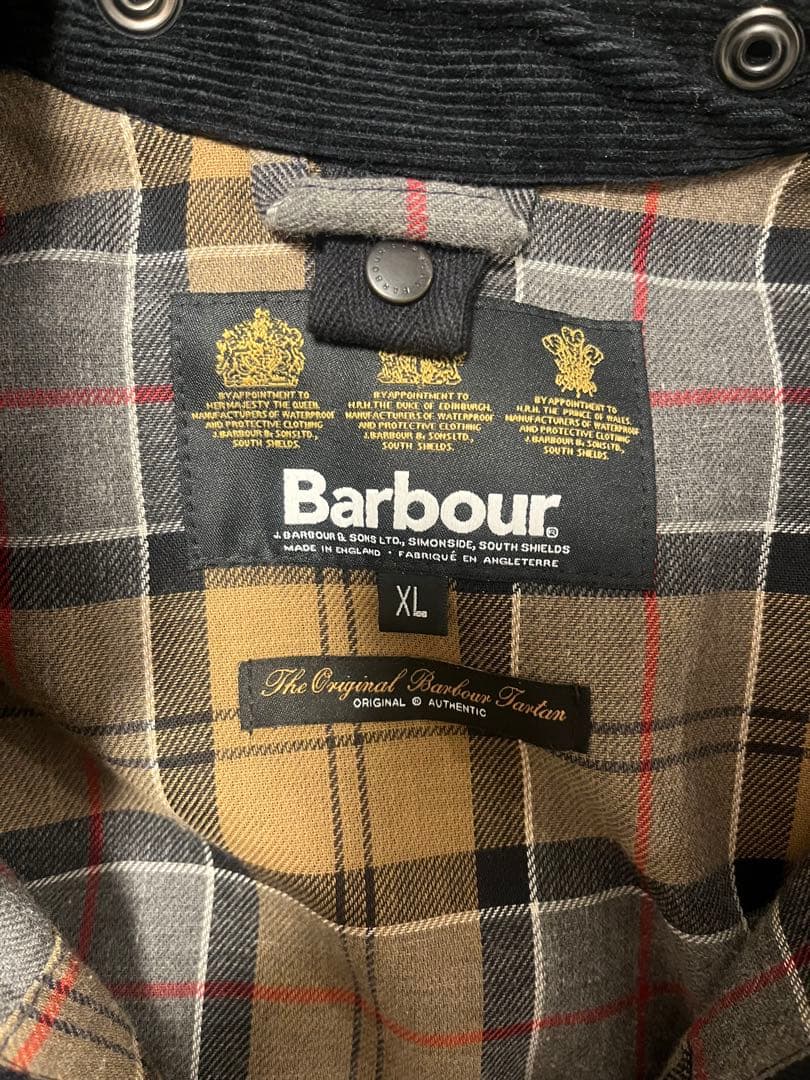 BARBOUR
BY APPOINTMENT TO
HER MAJESTY THE QUEEN
MANUFACTURERS OF WATERPROOF
AND PROTECTIVE CLOTHING
J.BARBOUR & SONS LTD.,
SOUTH SHIELDS.
BY APPOINTMENT TO
H.R.H. THE DUKE OF EDINBURGH.
MANUFACTURERS OF WATERPROOF
AND PROTECTIVE CLOTHING
J.BARBOUR & SONS LTD.,
SOUTH SHIELDS.
BY APPOINTMENT TO
H.R.H. THE PRINCE OF WALES.
MANUFACTURERS OF WATERPROOF
AND PROTECTIVE CLOTHING
J.BARBOUR & SONS LTD.,
SOUTH SHIELDS.
Barbour®
J.BARBOUR & SONS LTD., SIMONSIDE, SOUTH SHIELDS
MADE IN ENGLAND · FABRIQUÉ EN ANGLETERRE
XL
The Original Barbour Tartan
ORIGINAL ® AUTHENTIC